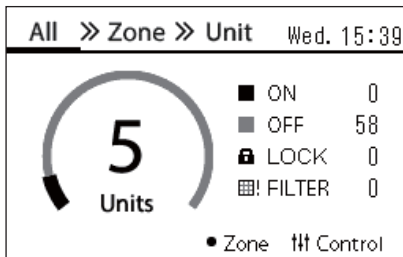 All » Zone » Unit Wed. 15:39
5
Units
ON 0
OFF 58
LOCK 0
! FILTER 0
Zone Control